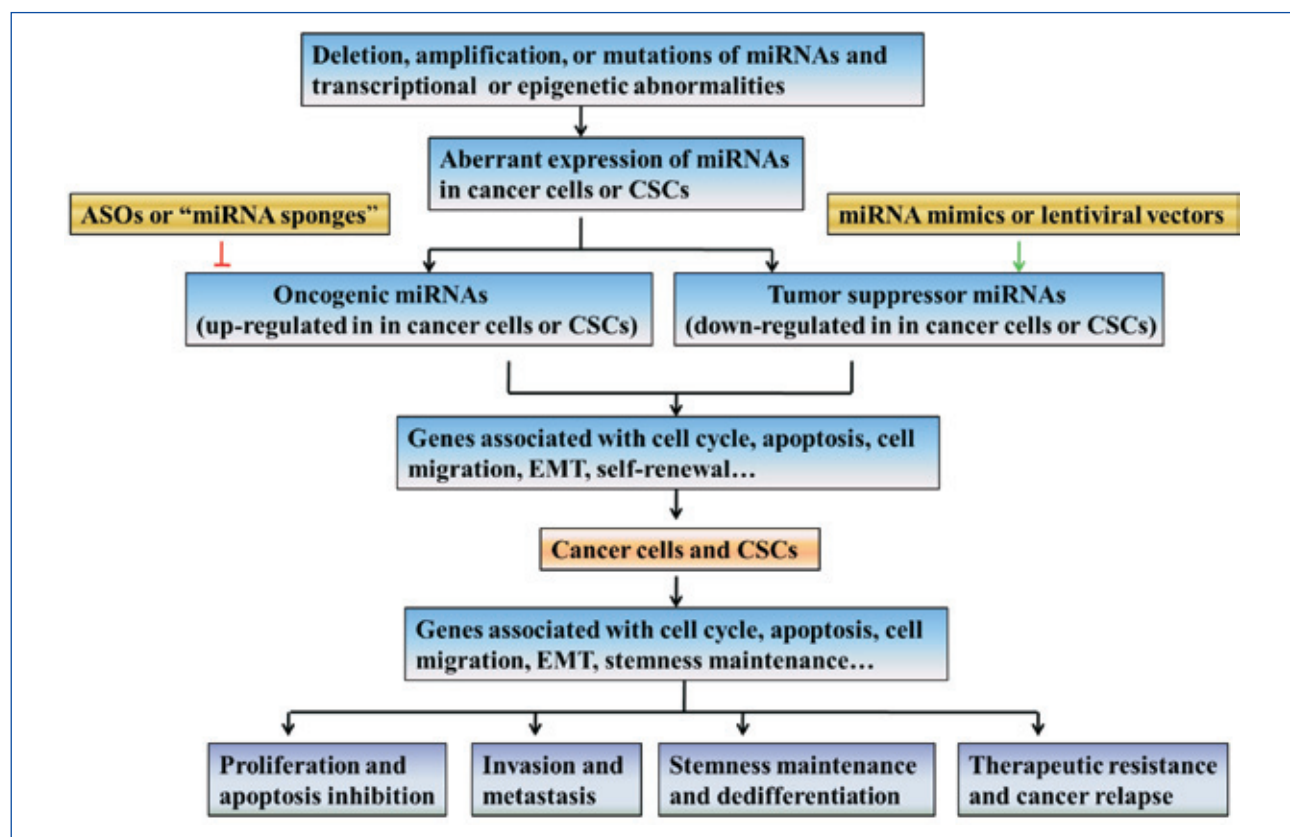 Deletion, amplification, or mutations of miRNAs and
transcriptional or epigenetic abnormalities
Aberrant expression of miRNAs
in cancer cells or CSCs
ASOs or “miRNA sponges”
miRNA mimics or lentiviral vectors
Oncogenic miRNAs
(up-regulated in in cancer cells or CSCs)
Tumor suppressor miRNAs
(down-regulated in in cancer cells or CSCs)
Genes associated with cell cycle, apoptosis, cell
migration, EMT, self-renewal…
Cancer cells and CSCs
Genes associated with cell cycle, apoptosis, cell
migration, EMT, stemness maintenance…
Proliferation and
apoptosis inhibition
Invasion and
metastasis
Stemness maintenance
and dedifferentiation
Therapeutic resistance
and cancer relapse